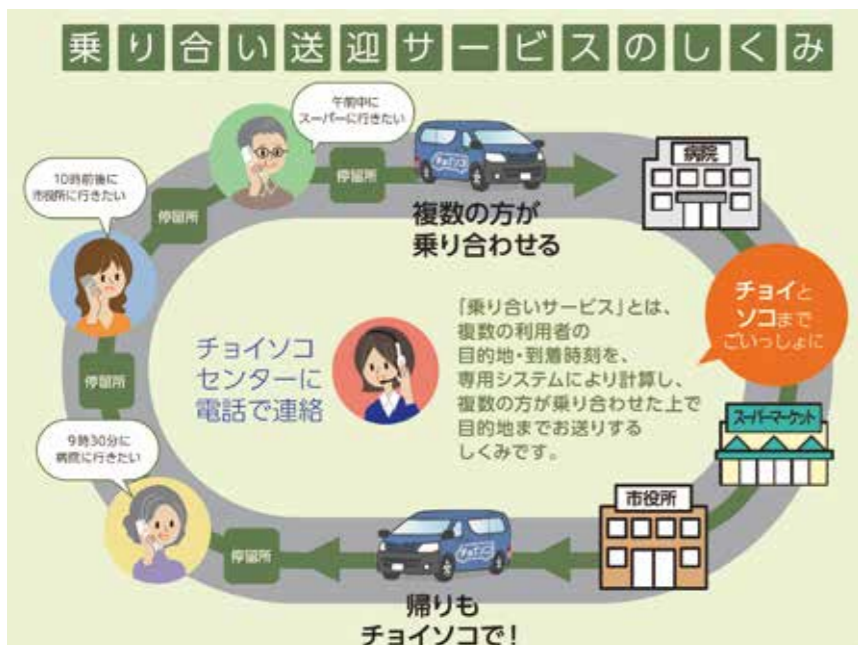 乗り合い送迎サービスのしくみ
午前中に
スーパーに行きたい
10時前後に
市役所に行きたい
停留所
停留所
チョイソコ
病院
複数の方が
乗り合わせる
チョイと
ソコまで
ごいっしょに
「乗り合いサービス」とは、
複数の利用者の
目的地・到着時刻を、
専用システムにより計算し、
複数の方が乗り合わせた上で
目的地までお送りする
しくみです。
チョイソコ
センターに
電話で連絡
停留所
スーパーマーケット
9時30分に
病院に行きたい
市役所
停留所
チョイソコ
帰りも
チョイソコで!